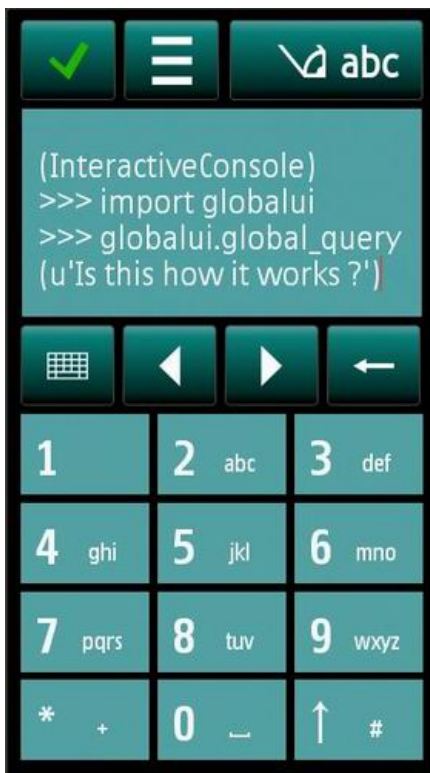 abc
(InteractiveConsole)
>>> import globalui
>>> globalui.global_query
(u'Is this how it works ?')
1
2 abc
3 def
4 ghi
5 jkl
6 mno
7 pqrs
8 tuv
9 wxyz
* +
0 ⎵
↑ #